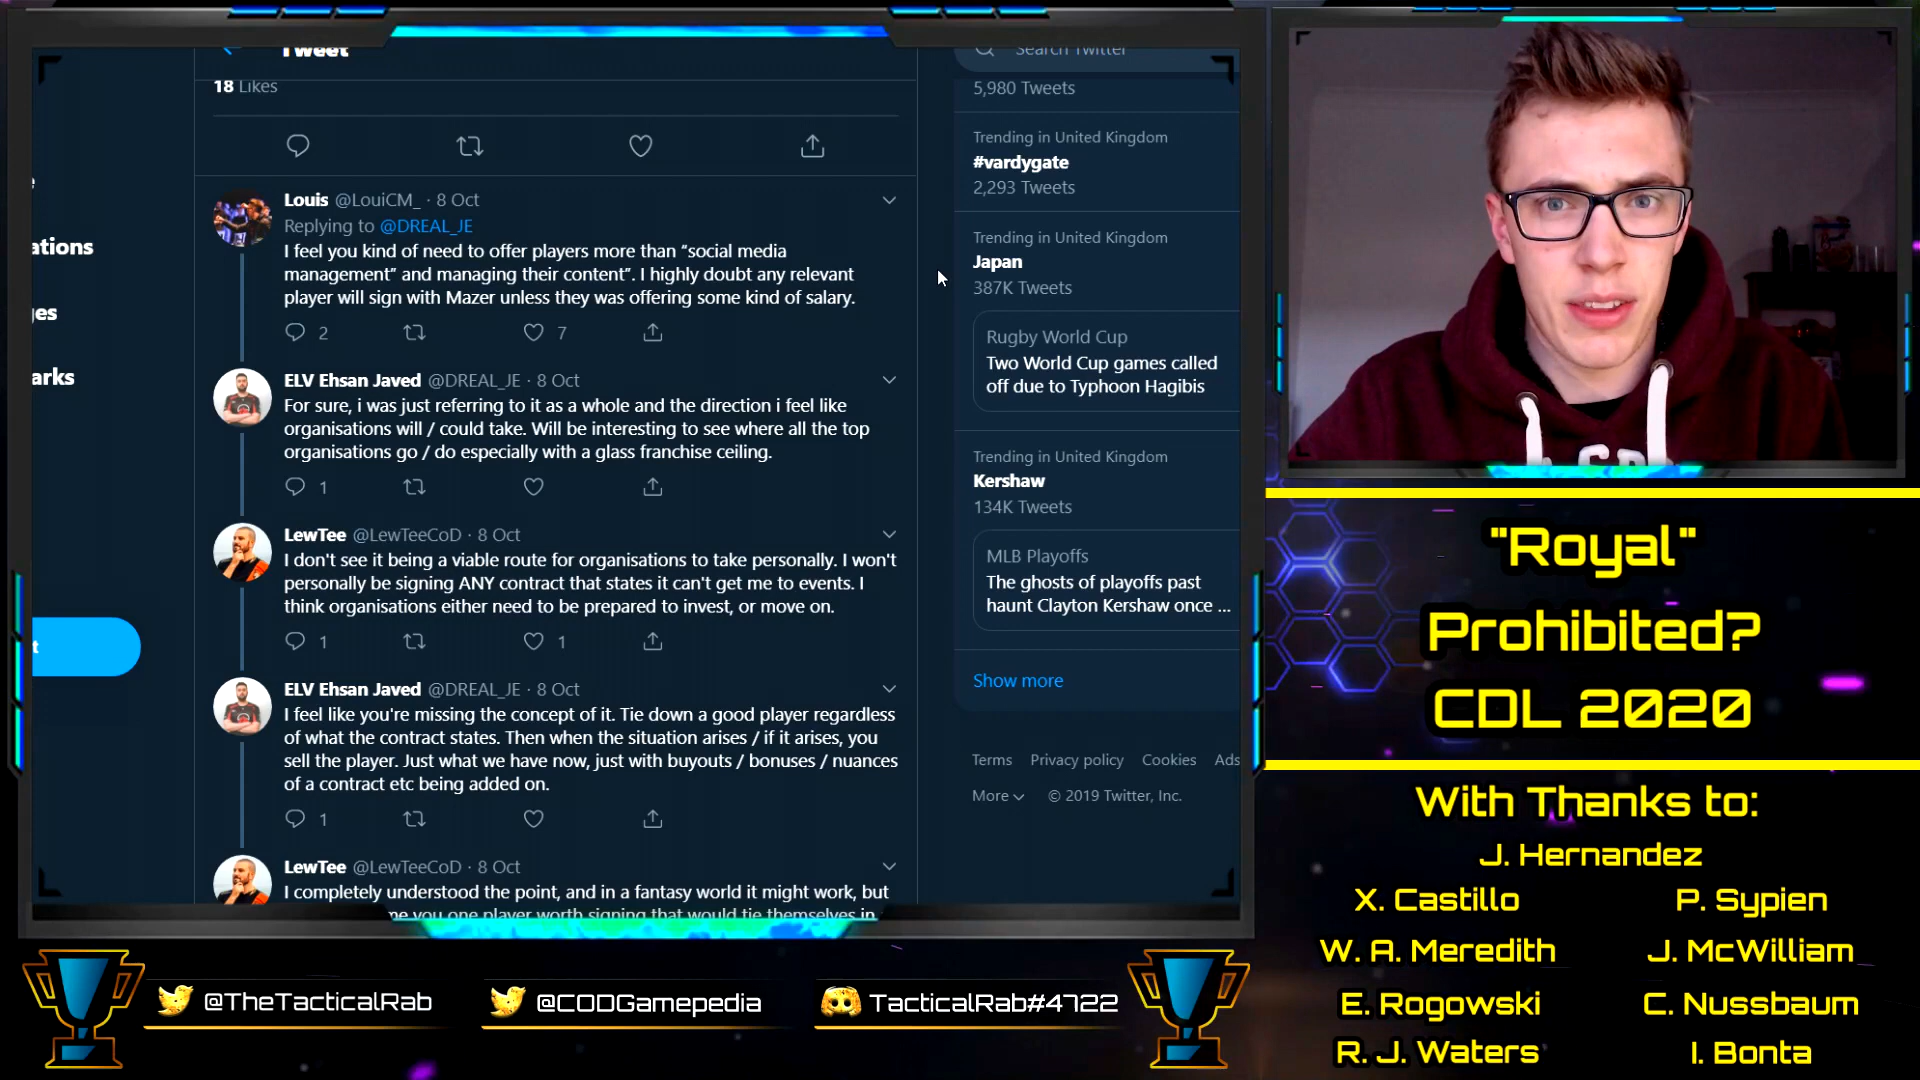 Tweet
18 Likes
Louis @LouiCM_ · 8 Oct
Replying to @DREAL_JE
I feel you kind of need to offer players more than “social media
management” and managing their content”. I highly doubt any relevant
player will sign with Mazer unless they was offering some kind of salary.
2 7
ELV Ehsan Javed @DREAL_JE · 8 Oct
For sure, i was just referring to it as a whole and the direction i feel like
organisations will / could take. Will be interesting to see where all the top
organisations go / do especially with a glass franchise ceiling.
1
LewTee @LewTeeCoD · 8 Oct
I don't see it being a viable route for organisations to take personally. I won't
personally be signing ANY contract that states it can't get me to events. I
think organisations either need to be prepared to invest, or move on.
1 1
ELV Ehsan Javed @DREAL_JE · 8 Oct
I feel like you're missing the concept of it. Tie down a good player regardless
of what the contract states. Then when the situation arises / if it arises, you
sell the player. Just what we have now, just with buyouts / bonuses / nuances
of a contract etc being added on.
1
LewTee @LewTeeCoD · 8 Oct
I completely understood the point, and in a fantasy world it might work, but
me you one player worth signing that would tie themselves in
ations
ges
arks
t
Search Twitter
5,980 Tweets
Trending in United Kingdom
#vardygate
2,293 Tweets
Trending in United Kingdom
Japan
387K Tweets
Rugby World Cup
Two World Cup games called
off due to Typhoon Hagibis
Trending in United Kingdom
Kershaw
134K Tweets
MLB Playoffs
The ghosts of playoffs past
haunt Clayton Kershaw once ...
Show more
Terms Privacy policy Cookies Ads
More © 2019 Twitter, Inc.
"Royal"
Prohibited?
CDL 2020
With Thanks to:
J. Hernandez
X. Castillo P. Sypien
W. A. Meredith J. McWilliam
E. Rogowski C. Nussbaum
R. J. Waters I. Bonta
@TheTacticalRab @CODGamepedia TacticalRab#4722